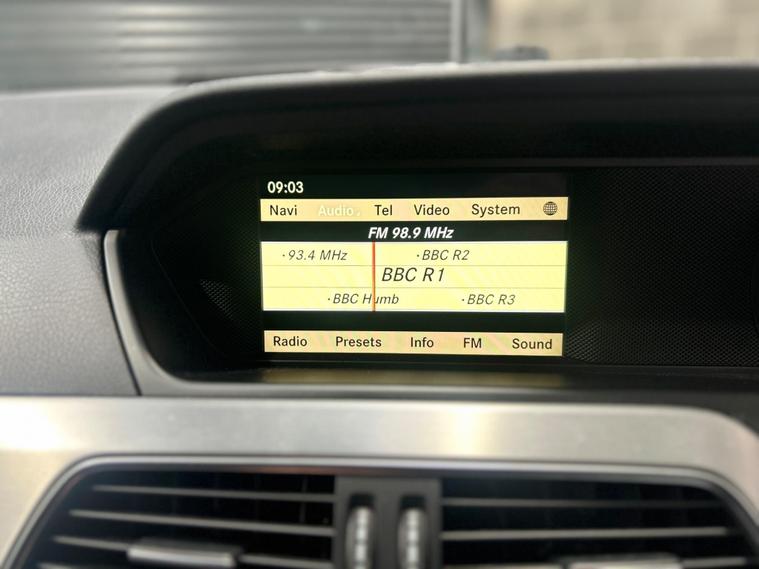 09:03
Navi Audio Tel Video System
FM 98.9 MHz
·93.4 MHz ·BBC R2
BBC R1
·BBC Humb ·BBC R3
Radio Presets Info FM Sound